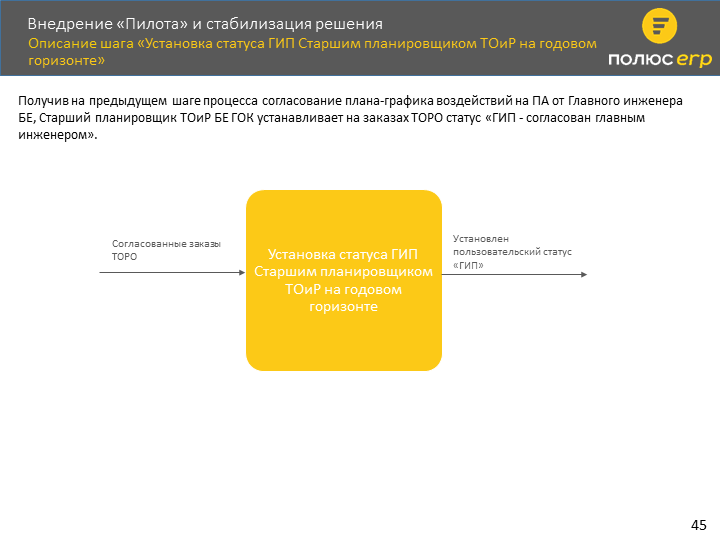 Внедрение «Пилота» и стабилизация решения
Описание шага «Установка статуса ГИП Старшим планировщиком ТОиР на годовом
горизонте»
ПОЛЮС erp
Получив на предыдущем шаге процесса согласование плана-графика воздействий на ПА от Главного инженера
БЕ, Старший планировщик ТОиР БЕ ГОК устанавливает на заказах ТОРО статус «ГИП - согласован главным
инженером».
Согласованные заказы
ТОРО
Установка статуса ГИП
Старшим планировщиком
ТОиР на годовом
горизонте
Установлен
пользовательский статус
«ГИП»
45